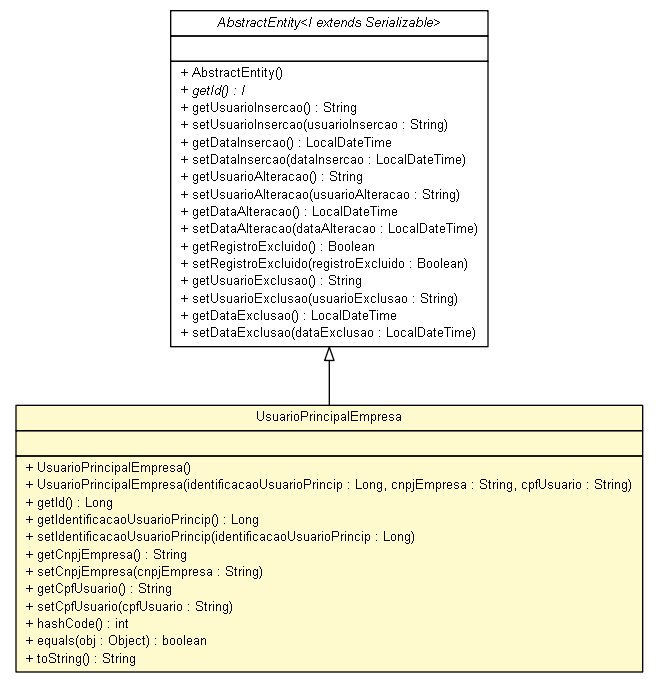 AbstractEntity<I extends Serializable>
+ AbstractEntity()
+ getId() : I
+ getUsuarioInsercao() : String
+ setUsuarioInsercao(usuarioInsercao : String)
+ getDataInsercao() : LocalDateTime
+ setDataInsercao(dataInsercao : LocalDateTime)
+ getUsuarioAlteracao() : String
+ setUsuarioAlteracao(usuarioAlteracao : String)
+ getDataAlteracao() : LocalDateTime
+ setDataAlteracao(dataAlteracao : LocalDateTime)
+ getRegistroExcluido() : Boolean
+ setRegistroExcluido(registroExcluido : Boolean)
+ getUsuarioExclusao() : String
+ setUsuarioExclusao(usuarioExclusao : String)
+ getDataExclusao() : LocalDateTime
+ setDataExclusao(dataExclusao : LocalDateTime)
UsuarioPrincipalEmpresa
+ UsuarioPrincipalEmpresa()
+ UsuarioPrincipalEmpresa(identificacaoUsuarioPrincip : Long, cnpjEmpresa : String, cpfUsuario : String)
+ getId() : Long
+ getIdentificacaoUsuarioPrincip() : Long
+ setIdentificacaoUsuarioPrincip(identificacaoUsuarioPrincip : Long)
+ getCnpjEmpresa() : String
+ setCnpjEmpresa(cnpjEmpresa : String)
+ getCpfUsuario() : String
+ setCpfUsuario(cpfUsuario : String)
+ hashCode() : int
+ equals(obj : Object) : boolean
+ toString() : String